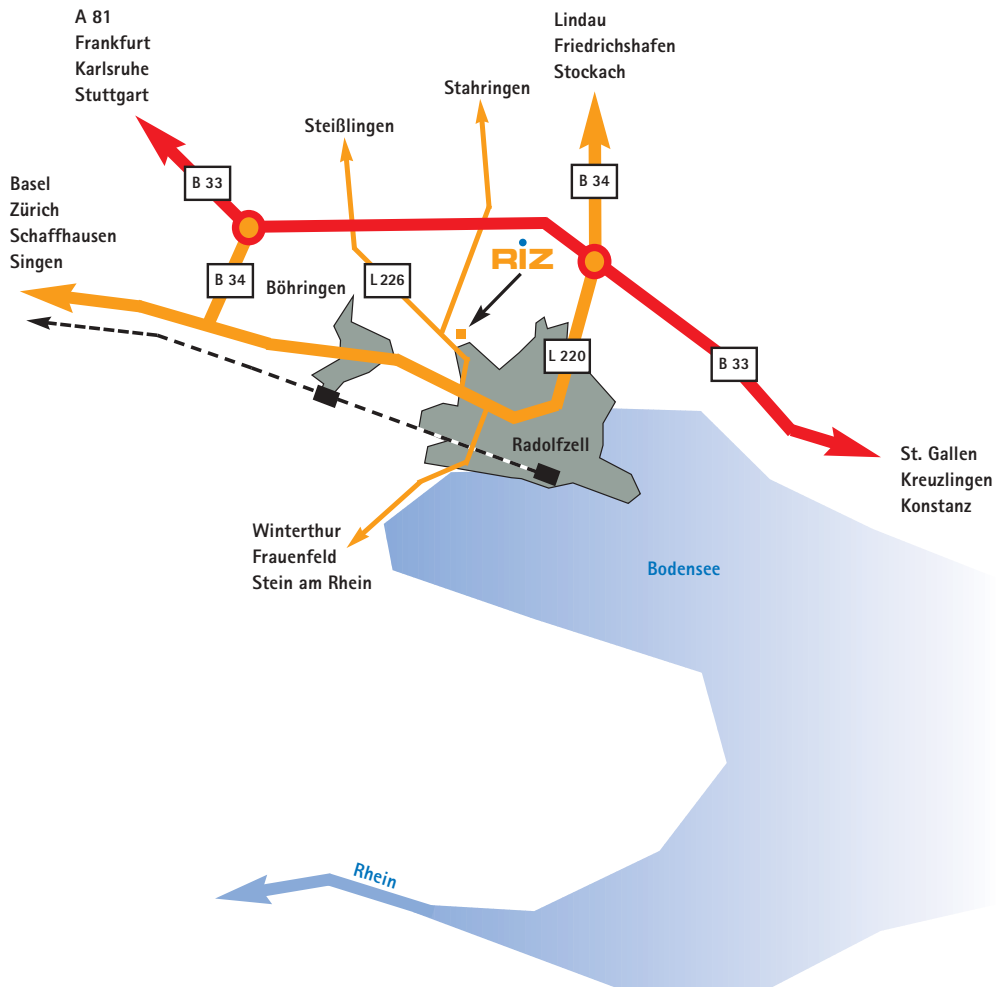 A 81
Frankfurt
Karlsruhe
Stuttgart
Lindau
Friedrichshafen
Stockach
Stahringen
Steißlingen
B 33
B 34
Basel
Zürich
Schaffhausen
Singen
RiZ
B 34
L 226
Böhringen
L 220
B 33
Radolfzell
St. Gallen
Kreuzlingen
Konstanz
Winterthur
Frauenfeld
Stein am Rhein
Bodensee
Rhein